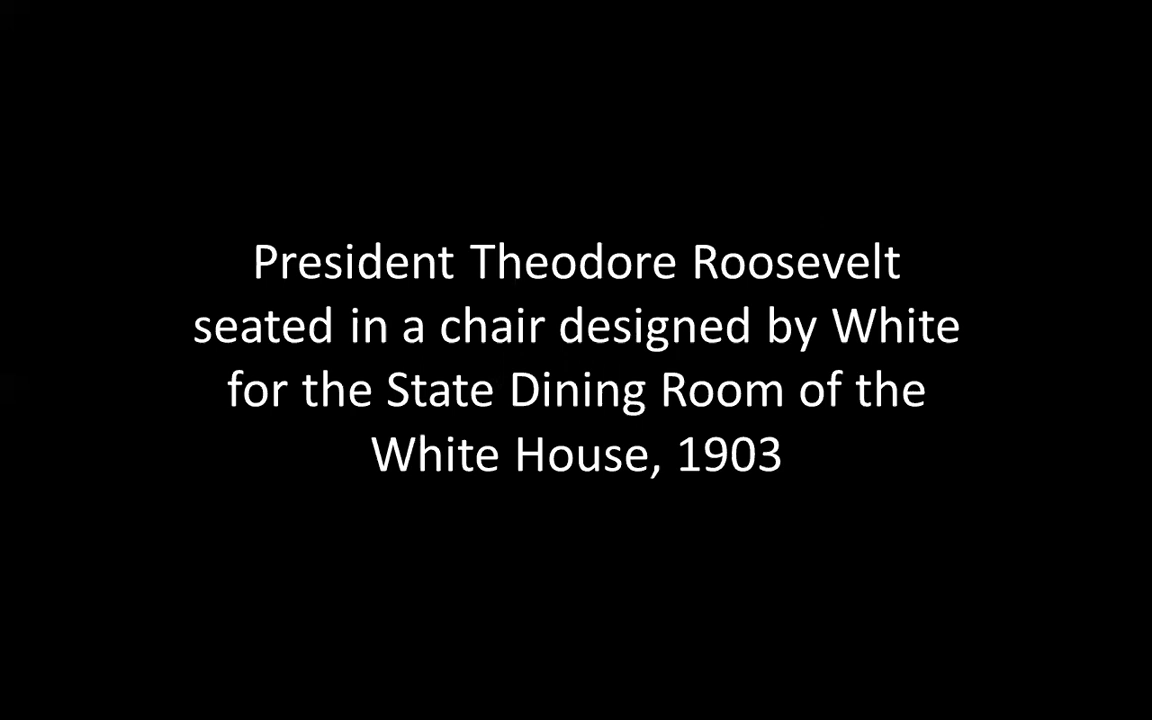 President Theodore Roosevelt
seated in a chair designed by White
for the State Dining Room of the
White House, 1903